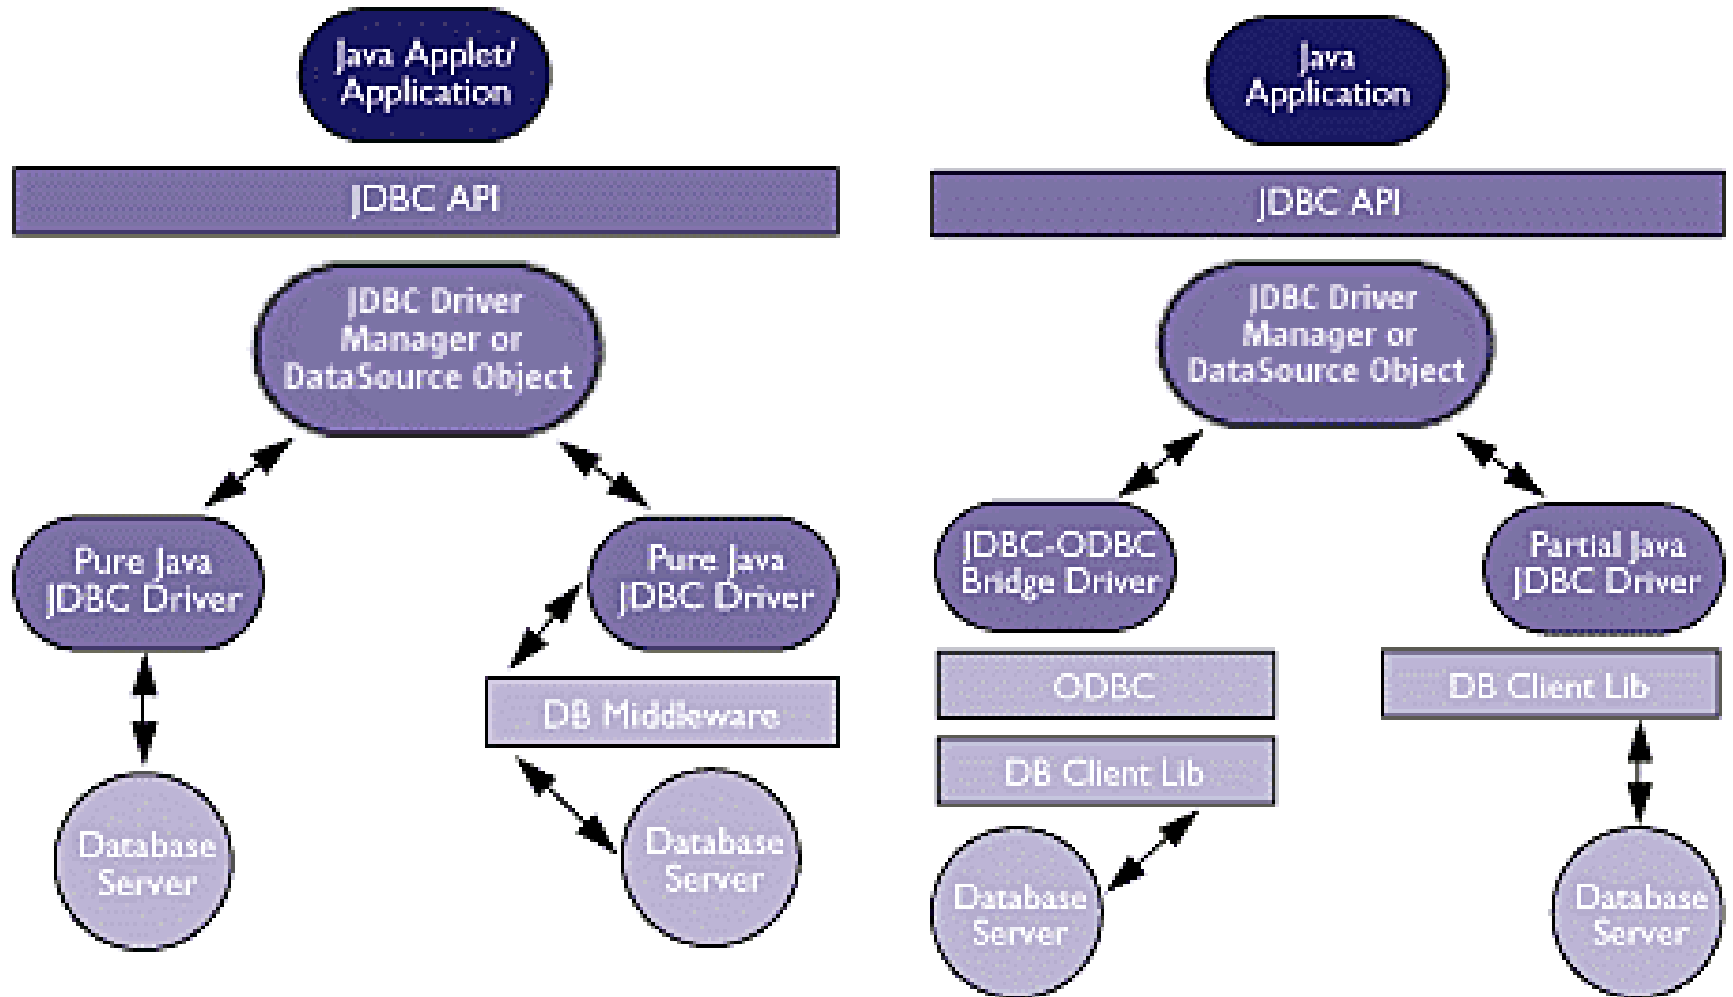 Java Applet/
Application
JDBC API
JDBC Driver
Manager or
DataSource Object
Pure Java
JDBC Driver
Pure Java
JDBC Driver
DB Middleware
Database
Server
Database
Server
Java
Application
JDBC API
JDBC Driver
Manager or
DataSource Object
JDBC-ODBC
Bridge Driver
Partial Java
JDBC Driver
ODBC
DB Client Lib
DB Client Lib
Database
Server
Database
Server